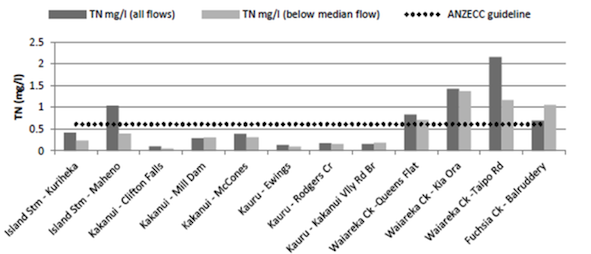 TN mg/l (all flows)
TN mg/l (below median flow)
ANZECC guideline
TN (mg/l)
2.5
2
1.5
1
0.5
0
Island Stm - Kuriheka
Island Stm - Maheno
Kakanui - Clifton Falls
Kakanui - Mill Dam
Kakanui - McCones
Kauru - Ewings
Kauru - Rodgers Cr
Kauru - Kakanui Vlly Rd Br
Waiareka Ck -Queens Flat
Waiareka Ck - Kia Ora
Waiareka Ck -Taipo Rd
Fuchsia Ck - Balruddery